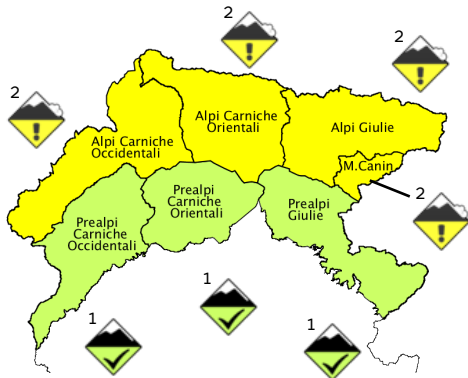 2
2
2
Alpi Carniche
Orientali
Alpi Giulie
Alpi Carniche
Occidentali
M.Canin
2
Prealpi
Carniche
Orientali
Prealpi
Giulie
Prealpi
Carniche
Occidentali
1
1
1